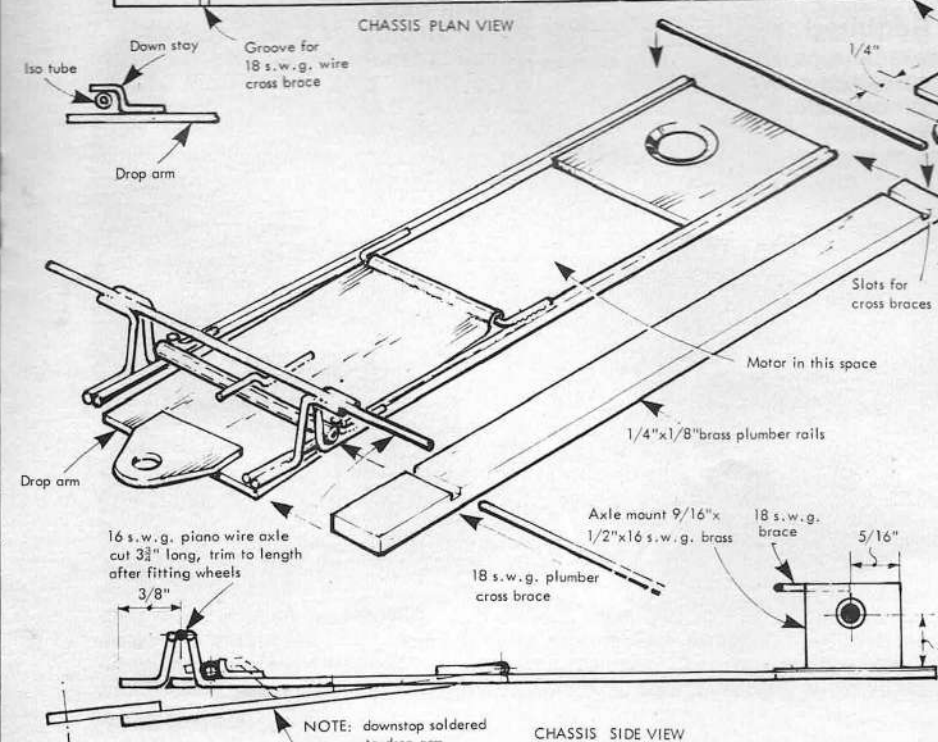 CHASSIS PLAN VIEW
Down stay
Groove for
18 s.w.g. wire
cross brace
Iso tube
Drop arm
1/4"
Slots for
cross braces
Motor in this space
1/4"x1/8"brass plumber rails
Drop arm
16 s.w.g. piano wire axle
cut 3¾" long, trim to length
after fitting wheels
3/8"
18 s.w.g. plumber
cross brace
Axle mount 9/16"x
1/2"x16 s.w.g. brass
18 s.w.g.
brace
5/16"
NOTE: downstop soldered
to drop arm
CHASSIS SIDE VIEW